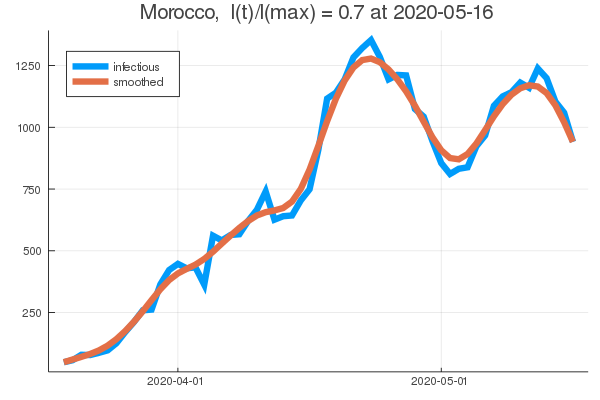 Morocco,  I(t)/I(max) = 0.7 at 2020-05-16
infectious
smoothed
1250
1000
750
500
250
2020-04-01
2020-05-01